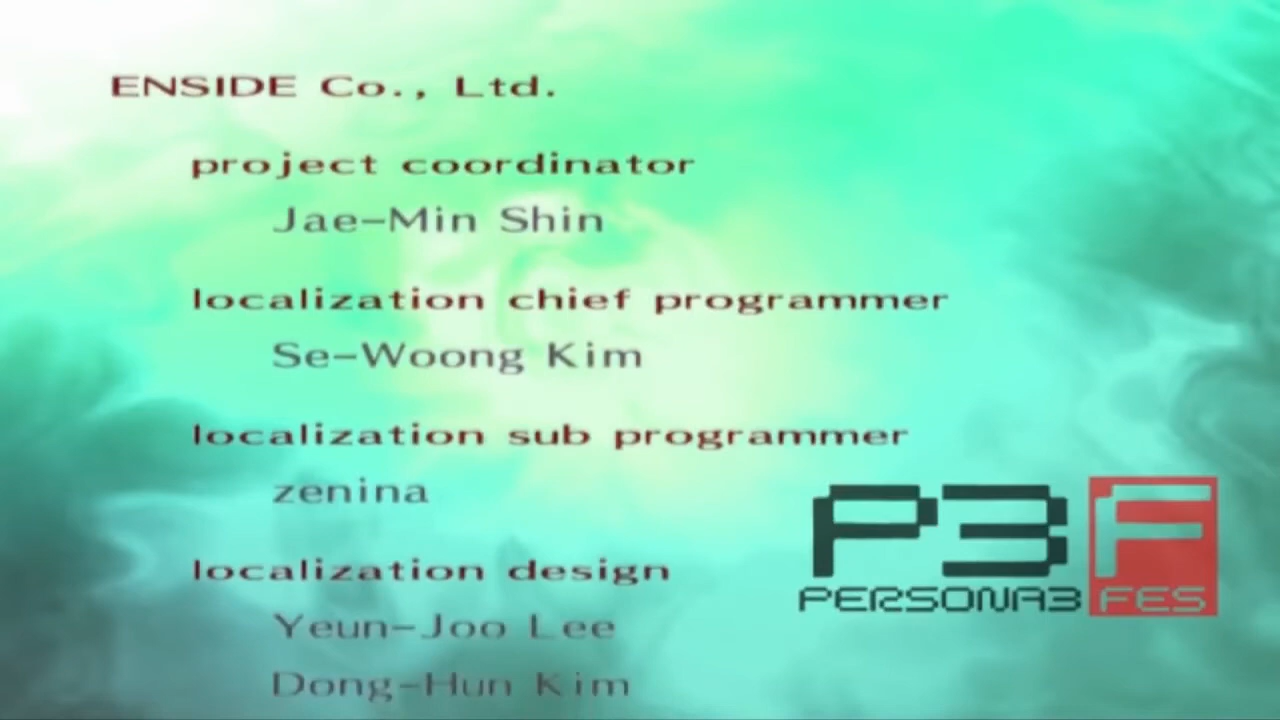 ENSIDE Co., Ltd.
project coordinator
Jae-Min Shin
localization chief programmer
Se-Woong Kim
localization sub programmer
zenina
localization design
Yeun-Joo Lee
Dong-Hun Kim
P3F
PERSONA3 FES